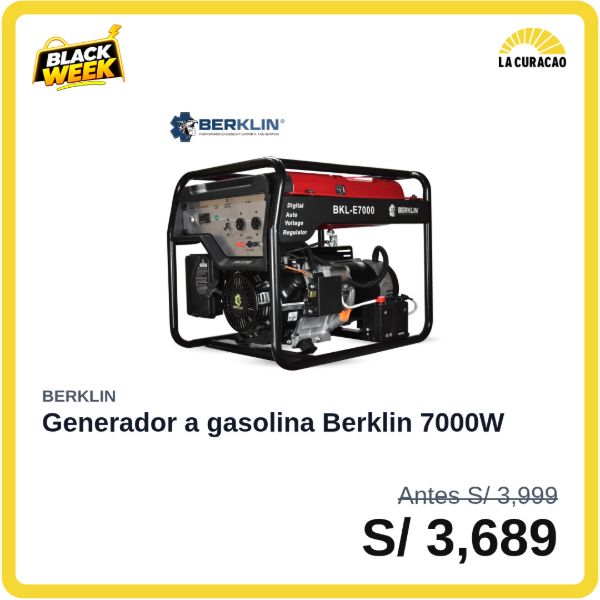 BLACK
WEEK
LA CURACAO
BERKLIN®
BKL-E7000
BERKLIN
Digital
Auto
Voltage
Regulator
BERKLIN
Generador a gasolina Berklin 7000W
Antes S/ 3,999
S/ 3,689